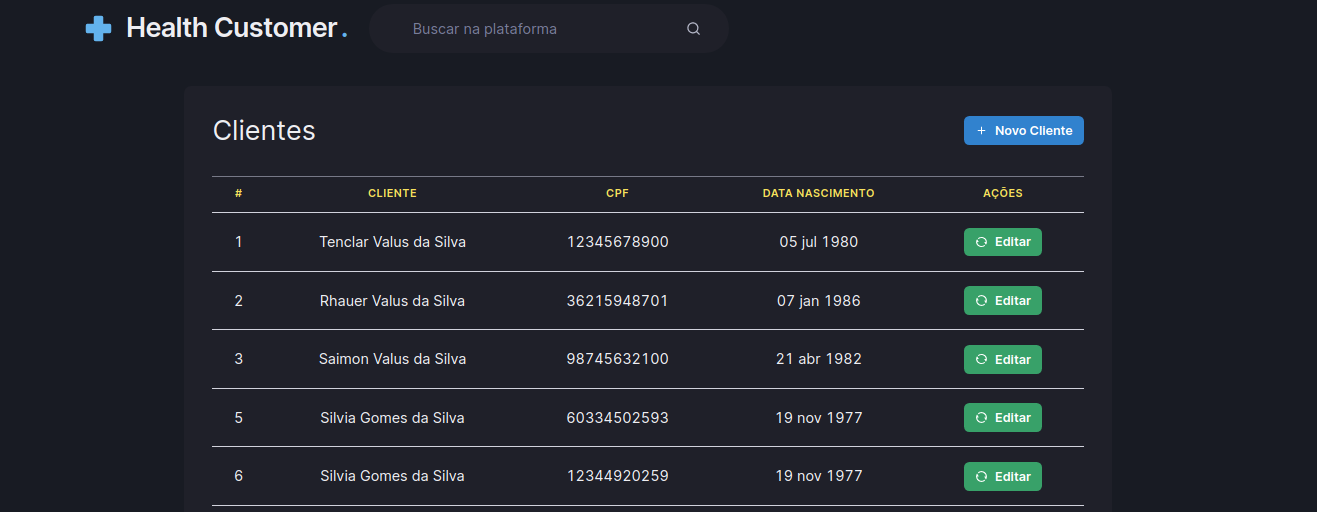 Health Customer.
Buscar na plataforma
Clientes
+ Novo Cliente
# CLIENTE CPF DATA NASCIMENTO AÇÕES
1 Tenclar Valus da Silva 12345678900 05 jul 1980 Editar
2 Rhauer Valus da Silva 36215948701 07 jan 1986 Editar
3 Saimon Valus da Silva 98745632100 21 abr 1982 Editar
5 Silvia Gomes da Silva 60334502593 19 nov 1977 Editar
6 Silvia Gomes da Silva 12344920259 19 nov 1977 Editar